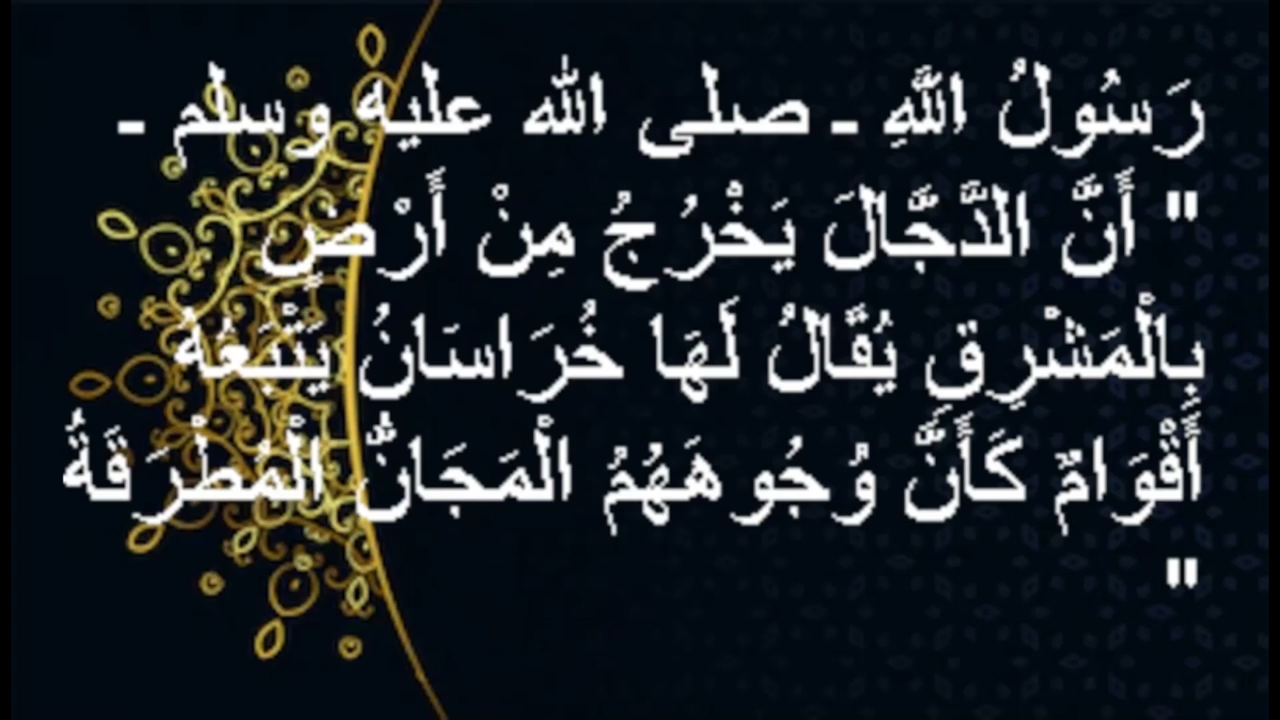 رَسُولُ اللَّهِ ـ صلى الله عليه وسلم ـ
" أَنَّ الدَّجَّالَ يَخْرُجُ مِنْ أَرْضٍ
بِالْمَشْرِقِ يُقَالُ لَهَا خُرَاسَانُ يَتْبَعُهُ
أَقْوَامٌ كَأَنَّ وُجُوهَهُمُ الْمَجَانُّ الْمُطْرَقَةُ
"